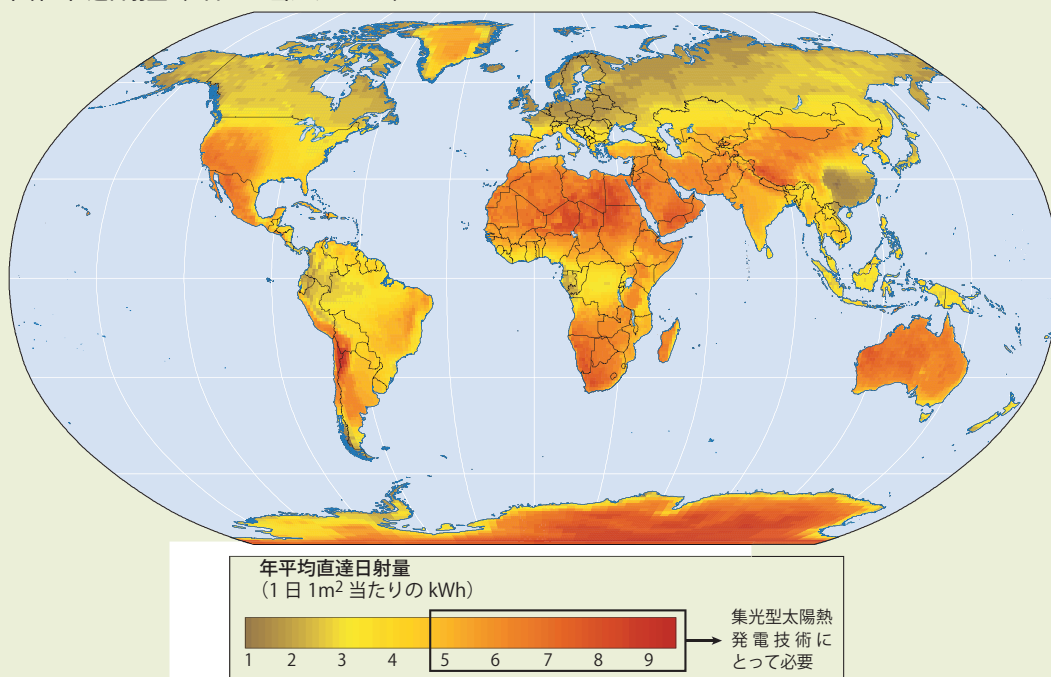 年平均直達日射量
（1 日 1m² 当たりの kWh）
1 2 3 4 5 6 7 8 9
集光型太陽熱
発電技術に
とって必要